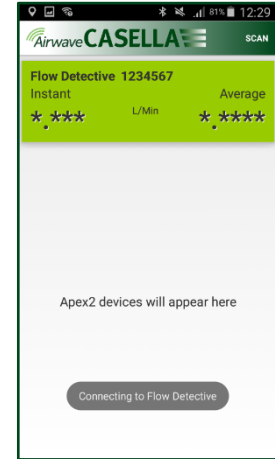 81% 12:29
Airwave CASELLA SCAN
Flow Detective 1234567
Instant Average
*.*** L/Min *.****
Apex2 devices will appear here
Connecting to Flow Detective